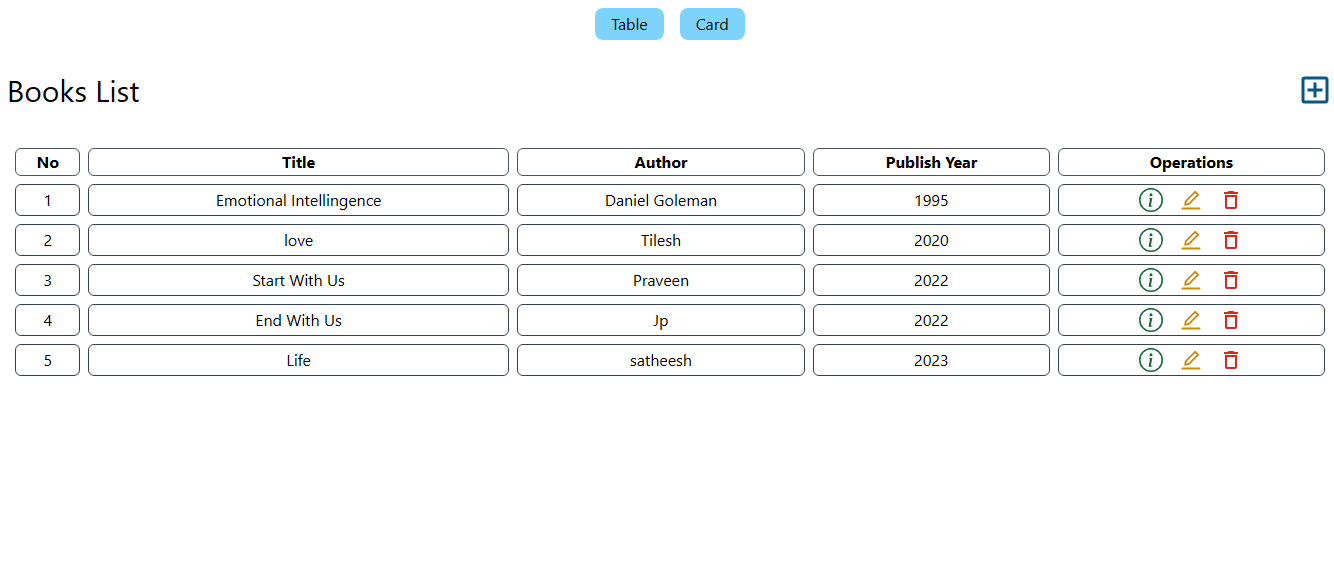 Table Card
Books List
No Title Author Publish Year Operations
1 Emotional Intellingence Daniel Goleman 1995
2 love Tilesh 2020
3 Start With Us Praveen 2022
4 End With Us Jp 2022
5 Life satheesh 2023